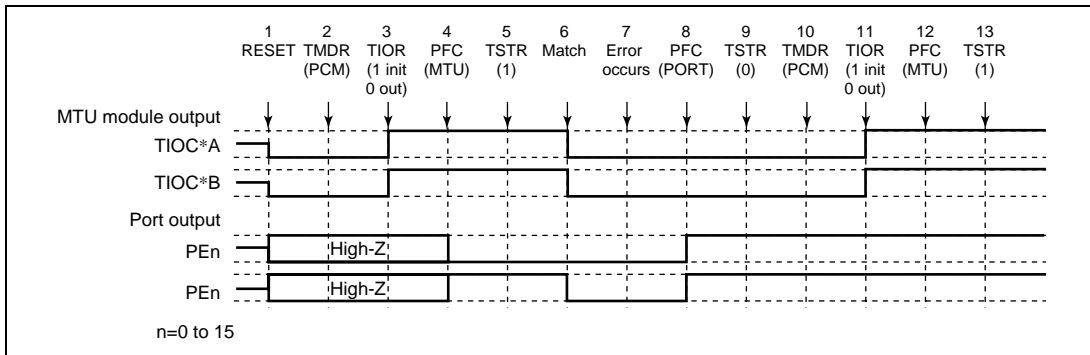 1 2 3 4 5 6 7 8 9 10 11 12 13
RESET TMDR TIOR PFC TSTR Match Error PFC TSTR TMDR TIOR PFC TSTR
(PCM) (1 init (MTU) (1) occurs (PORT) (0) (PCM) (1 init (MTU) (1)
0 out) 0 out)
MTU module output
TIOC*A
TIOC*B
Port output
PEn High-Z
PEn High-Z
n=0 to 15